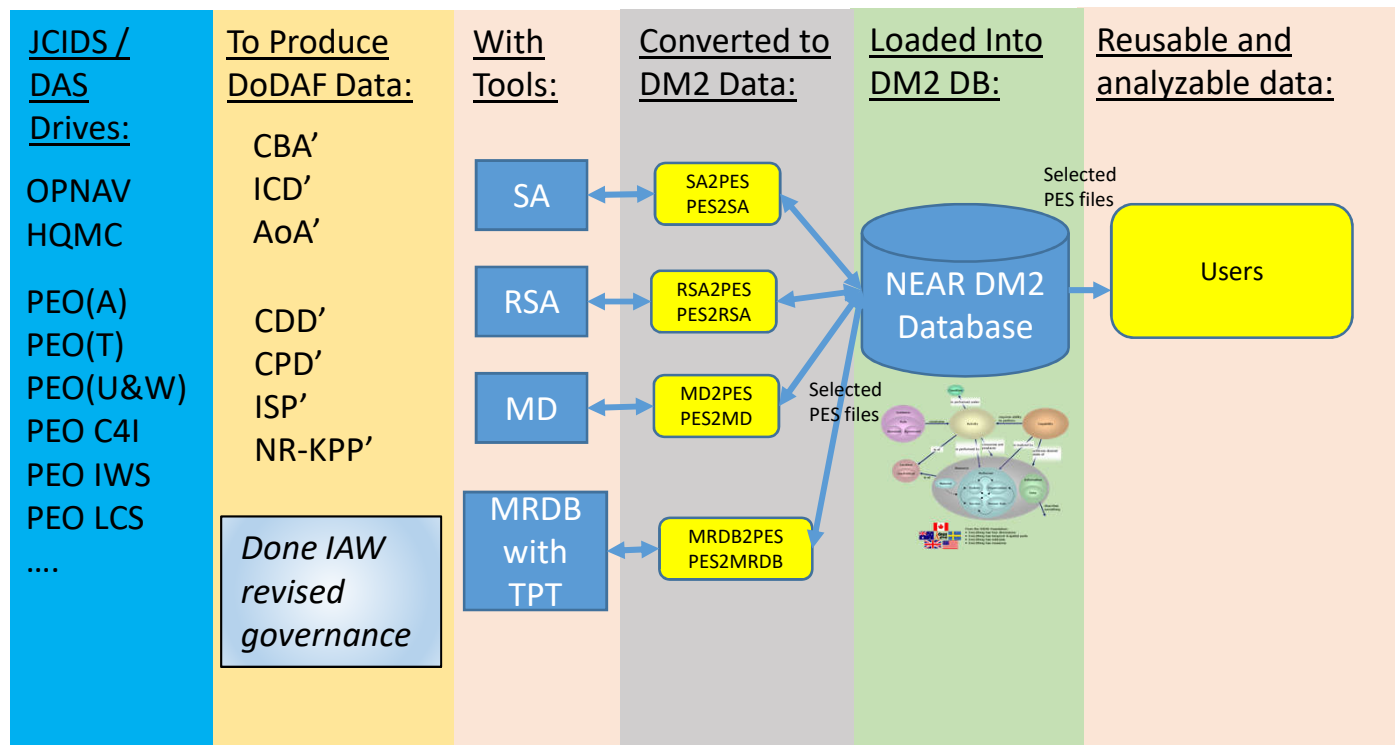 JCIDS /
DAS
Drives:
OPNAV
HQMC
PEO(A)
PEO(T)
PEO(U&W)
PEO C4I
PEO IWS
PEO LCS
….
To Produce
DoDAF Data:
CBA’
ICD’
AoA’
CDD’
CPD’
ISP’
NR-KPP’
Done IAW
revised
governance
With
Tools:
SA
RSA
MD
MRDB
with
TPT
Converted to
DM2 Data:
SA2PES
PES2SA
RSA2PES
PES2RSA
MD2PES
PES2MD
MRDB2PES
PES2MRDB
Selected
PES files
Loaded Into
DM2 DB:
NEAR DM2
Database
Reusable and
analyzable data:
Selected
PES files
Users